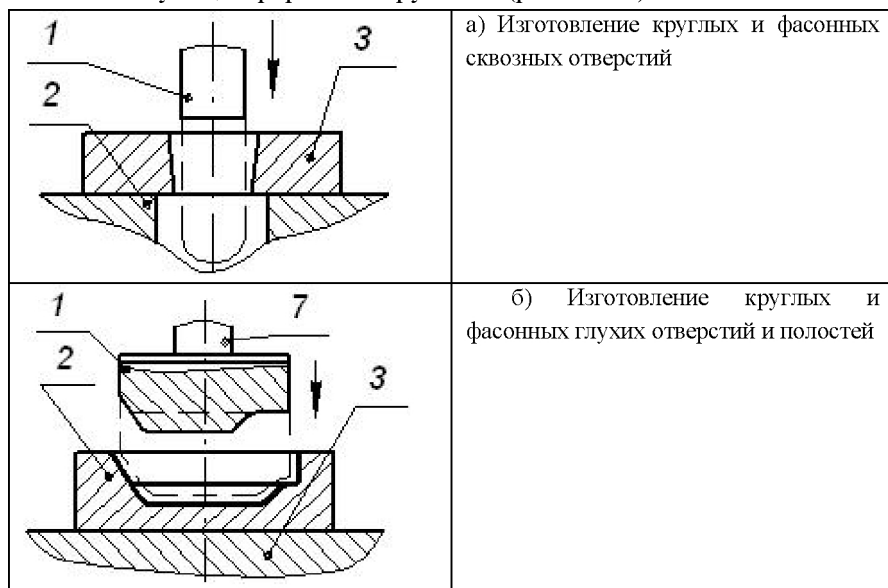 1
3
2
а) Изготовление круглых и фасонных
сквозных отверстий
1
7
2
3
б) Изготовление круглых и
фасонных глухих отверстий и полостей